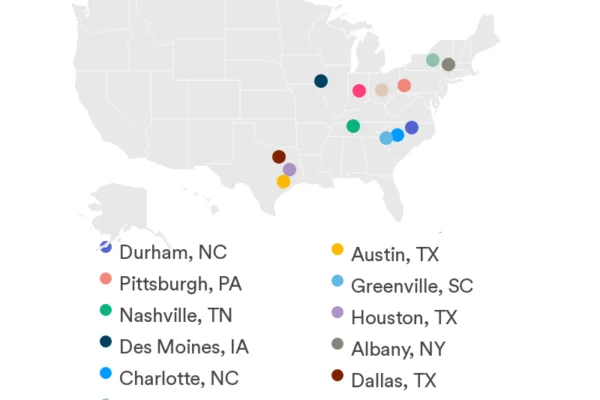 Durham, NC
Pittsburgh, PA
Nashville, TN
Des Moines, IA
Charlotte, NC
Austin, TX
Greenville, SC
Houston, TX
Albany, NY
Dallas, TX